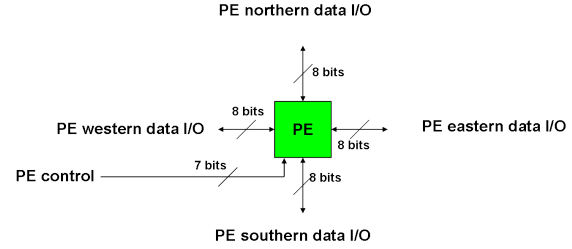 PE northern data I/O
8 bits
8 bits
PE western data I/O
PE
PE eastern data I/O
8 bits
7 bits
PE control
8 bits
PE southern data I/O